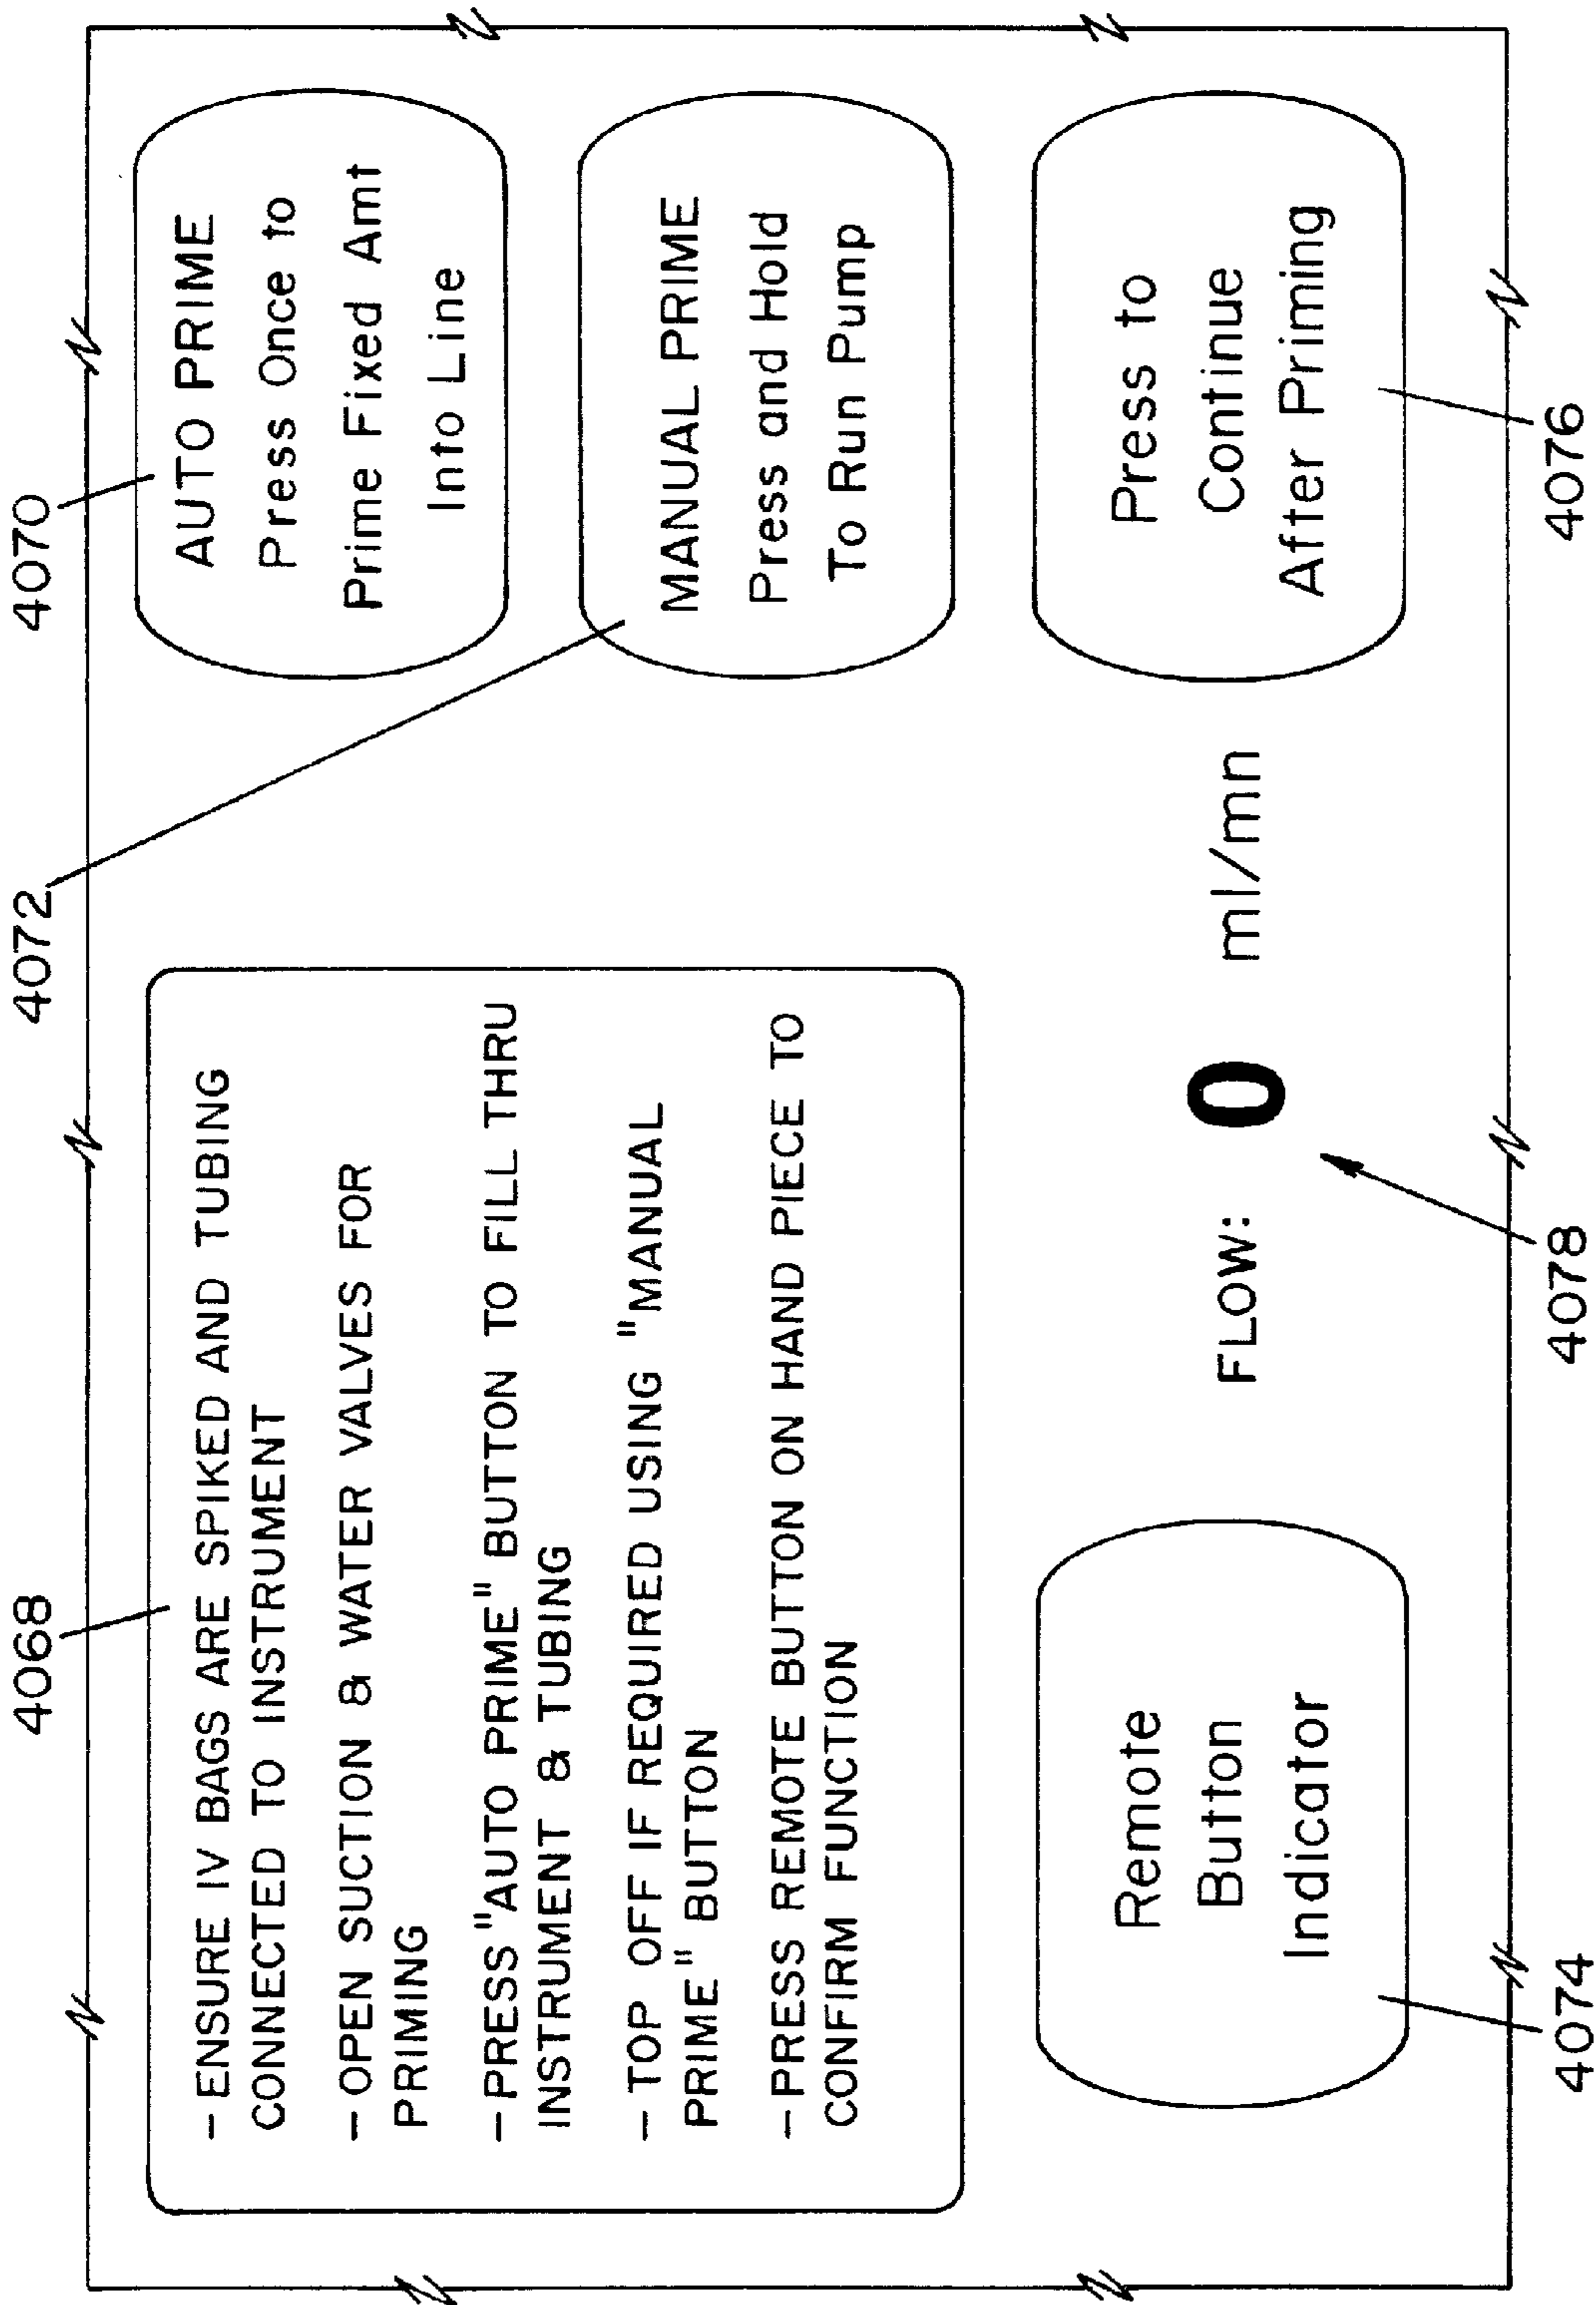 4068
4072
4070
- ENSURE IV BAGS ARE SPIKED AND TUBING
CONNECTED TO INSTRUMENT
- OPEN SUCTION & WATER VALVES FOR
PRIMING
- PRESS "AUTO PRIME" BUTTON TO FILL THRU
INSTRUMENT & TUBING
- TOP OFF IF REQUIRED USING "MANUAL
PRIME" BUTTON
- PRESS REMOTE BUTTON ON HAND PIECE TO
CONFIRM FUNCTION
AUTO PRIME
Press Once to
Prime Fixed Amt
Into Line
MANUAL PRIME
Press and Hold
To Run Pump
Remote
Button
Indicator
FLOW: 0 ml/mn
Press to
Continue
After Priming
4074
4078
4076